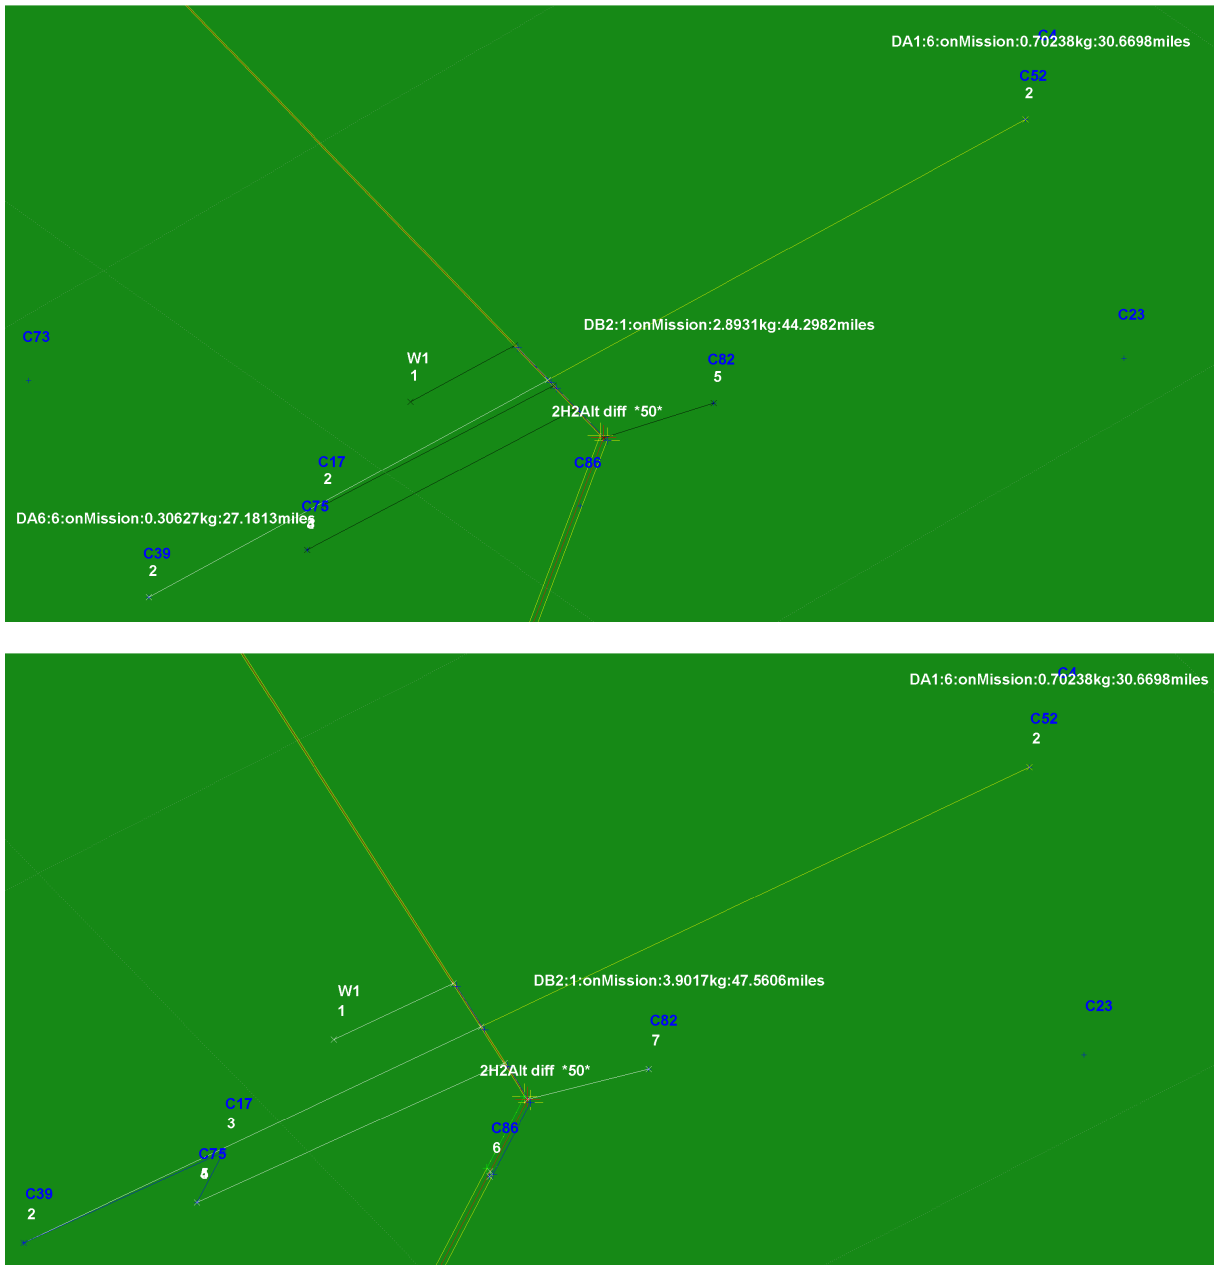 C4
DA1:6:onMission:0.70238kg:30.6698miles
C52
2
C23
DB2:1:onMission:2.8931kg:44.2982miles
C73
W1
1
C82
5
2H2Alt diff *50*
C86
C17
2
C75
DA6:6:onMission:0.30627kg:27.1813miles
C39
2
C4
DA1:6:onMission:0.70238kg:30.6698miles
C52
2
DB2:1:onMission:3.9017kg:47.5606miles
W1
1
C23
C82
7
2H2Alt diff *50*
C17
3
C86
6
C75
C39
2